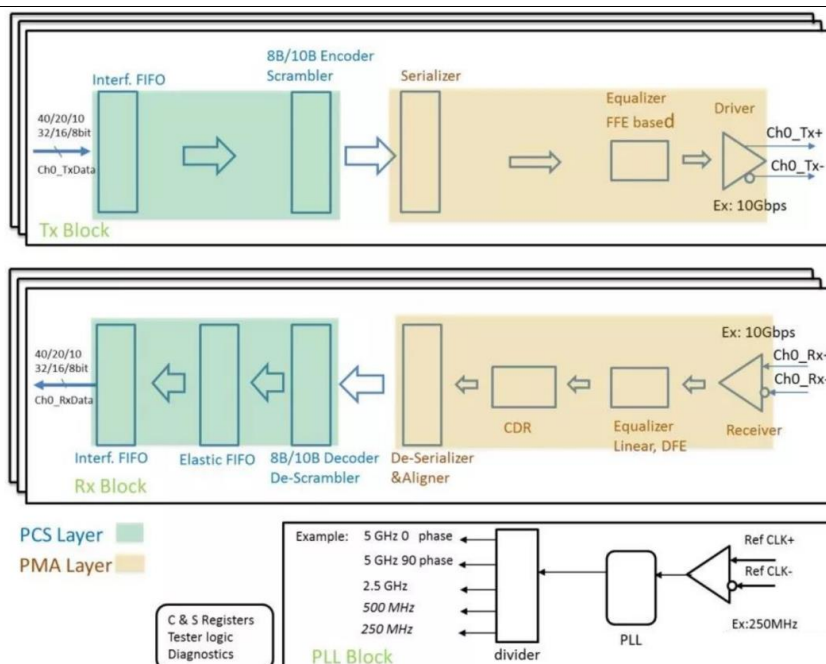 8B/10B Encoder
Scrambler
Interf. FIFO
Serializer
40/20/10
32/16/8bit
Ch0_TxData
Equalizer
FFE based
Driver
Ch0_Tx+
Ch0_Tx-
Ex: 10Gbps
Tx Block
Ex: 10Gbps
Ch0_Rx
Ch0_Rx
40/20/10
32/16/8bit
Ch0_RxData
CDR
Equalizer
Linear, DFE
Receiver
Interf. FIFO
Elastic FIFO
8B/10B Decoder
De-Scrambler
De-Serializer
&Aligner
Rx Block
PCS Layer
PMA Layer
Example:
5 GHz 0 phase
5 GHz 90 phase
2.5 GHz
500 MHz
250 MHz
Ref CLK+
Ref CLK-
Ex:250MHz
PLL
divider
PLL Block
C & S Registers
Tester logic
Diagnostics